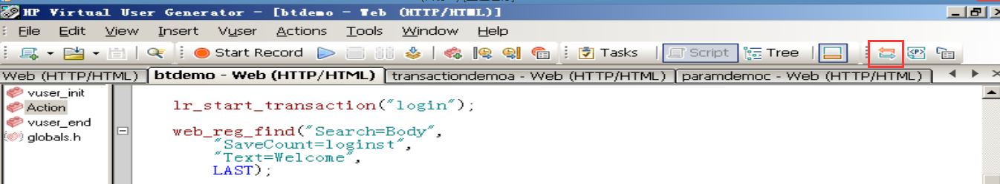 HP Virtual User Generator - [btdemo - Web (HTTP/HTML)]
File Edit View Insert Vuser Actions Tools Window Help
Start Record Tasks Script Tree
Web (HTTP/HTML) btdemo - Web (HTTP/HTML) transactiondemoa - Web (HTTP/HTML) paramdemoc - Web (HTTP/HTML)
vuser_init
Action
vuser_end
globals.h
lr_start_transaction("login");
web_reg_find("Search=Body",
"SaveCount=loginst",
"Text=Welcome",
LAST);